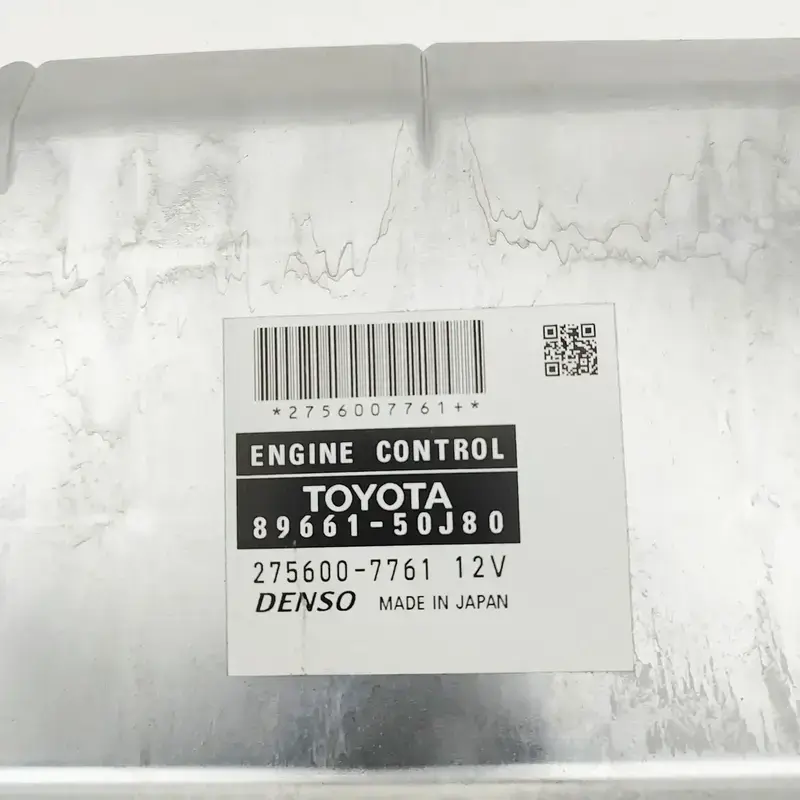 *2756007761+*
ENGINE CONTROL
TOYOTA
89661-50J80
275600-7761 12V
DENSO MADE IN JAPAN